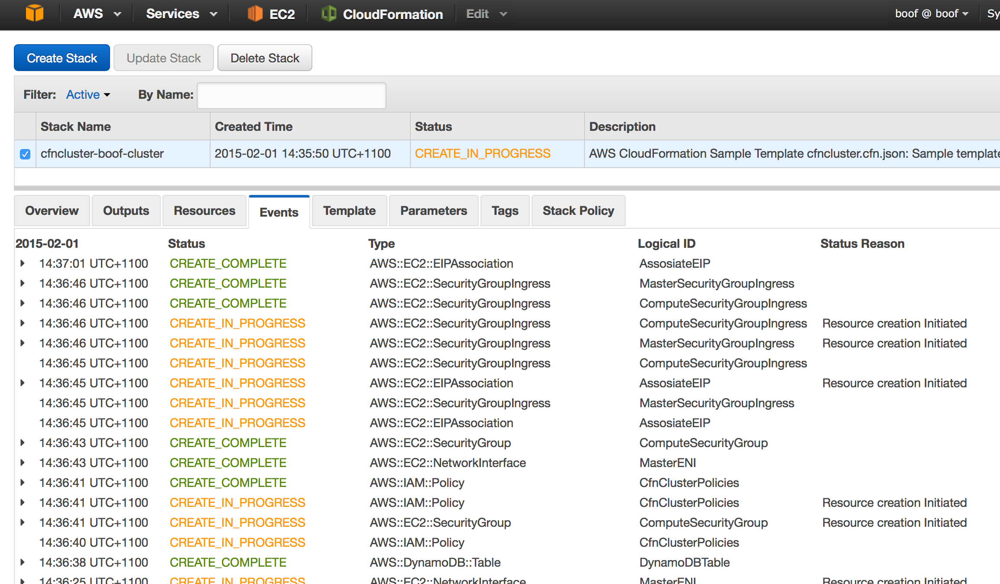 AWS Services EC2 CloudFormation Edit boof @ boof Sy
Create Stack Update Stack Delete Stack
Filter: Active By Name:
Stack Name Created Time Status Description
cfncluster-boof-cluster 2015-02-01 14:35:50 UTC+1100 CREATE_IN_PROGRESS AWS CloudFormation Sample Template cfncluster.cfn.json: Sample template
Overview Outputs Resources Events Template Parameters Tags Stack Policy
2015-02-01 Status Type Logical ID Status Reason
14:37:01 UTC+1100 CREATE_COMPLETE AWS::EC2::EIPAssociation AssosiateEIP
14:36:46 UTC+1100 CREATE_COMPLETE AWS::EC2::SecurityGroupIngress MasterSecurityGroupIngress
14:36:46 UTC+1100 CREATE_COMPLETE AWS::EC2::SecurityGroupIngress ComputeSecurityGroupIngress
14:36:46 UTC+1100 CREATE_IN_PROGRESS AWS::EC2::SecurityGroupIngress ComputeSecurityGroupIngress Resource creation Initiated
14:36:46 UTC+1100 CREATE_IN_PROGRESS AWS::EC2::SecurityGroupIngress MasterSecurityGroupIngress Resource creation Initiated
14:36:45 UTC+1100 CREATE_IN_PROGRESS AWS::EC2::SecurityGroupIngress ComputeSecurityGroupIngress
14:36:45 UTC+1100 CREATE_IN_PROGRESS AWS::EC2::EIPAssociation AssosiateEIP Resource creation Initiated
14:36:45 UTC+1100 CREATE_IN_PROGRESS AWS::EC2::SecurityGroupIngress MasterSecurityGroupIngress
14:36:45 UTC+1100 CREATE_IN_PROGRESS AWS::EC2::EIPAssociation AssosiateEIP
14:36:43 UTC+1100 CREATE_COMPLETE AWS::EC2::SecurityGroup ComputeSecurityGroup
14:36:43 UTC+1100 CREATE_COMPLETE AWS::EC2::NetworkInterface MasterENI
14:36:41 UTC+1100 CREATE_COMPLETE AWS::IAM::Policy CfnClusterPolicies
14:36:41 UTC+1100 CREATE_IN_PROGRESS AWS::IAM::Policy CfnClusterPolicies Resource creation Initiated
14:36:41 UTC+1100 CREATE_IN_PROGRESS AWS::EC2::SecurityGroup ComputeSecurityGroup Resource creation Initiated
14:36:40 UTC+1100 CREATE_IN_PROGRESS AWS::IAM::Policy CfnClusterPolicies
14:36:38 UTC+1100 CREATE_COMPLETE AWS::DynamoDB::Table DynamoDBTable
14:36:25 UTC+1100 CREATE_IN_PROGRESS AWS::EC2::NetworkInterface MasterENI Resource creation Initiated